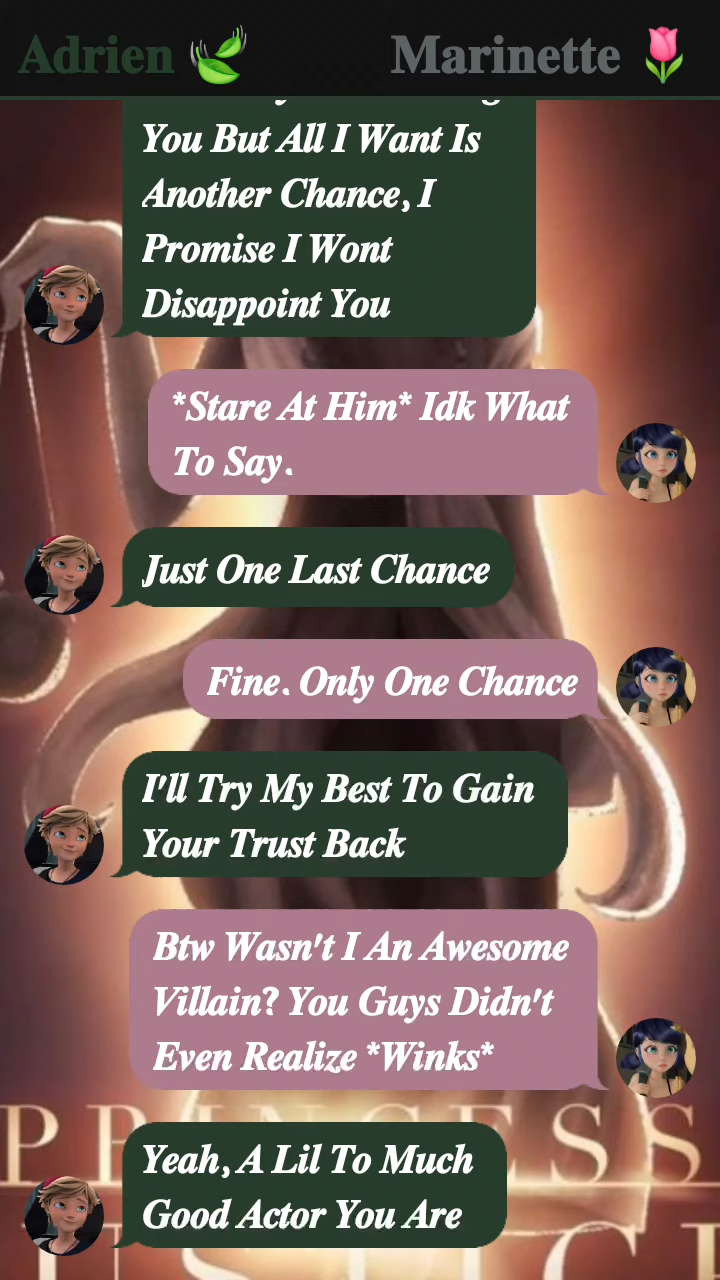 Adrien
Marinette
You But All I Want Is
Another Chance, I
Promise I Wont
Disappoint You
*Stare At Him* Idk What
To Say.
Just One Last Chance
Fine. Only One Chance
I'll Try My Best To Gain
Your Trust Back
Btw Wasn't I An Awesome
Villain? You Guys Didn't
Even Realize *Winks*
PRINCESS
Yeah, A Lil To Much
Good Actor You Are